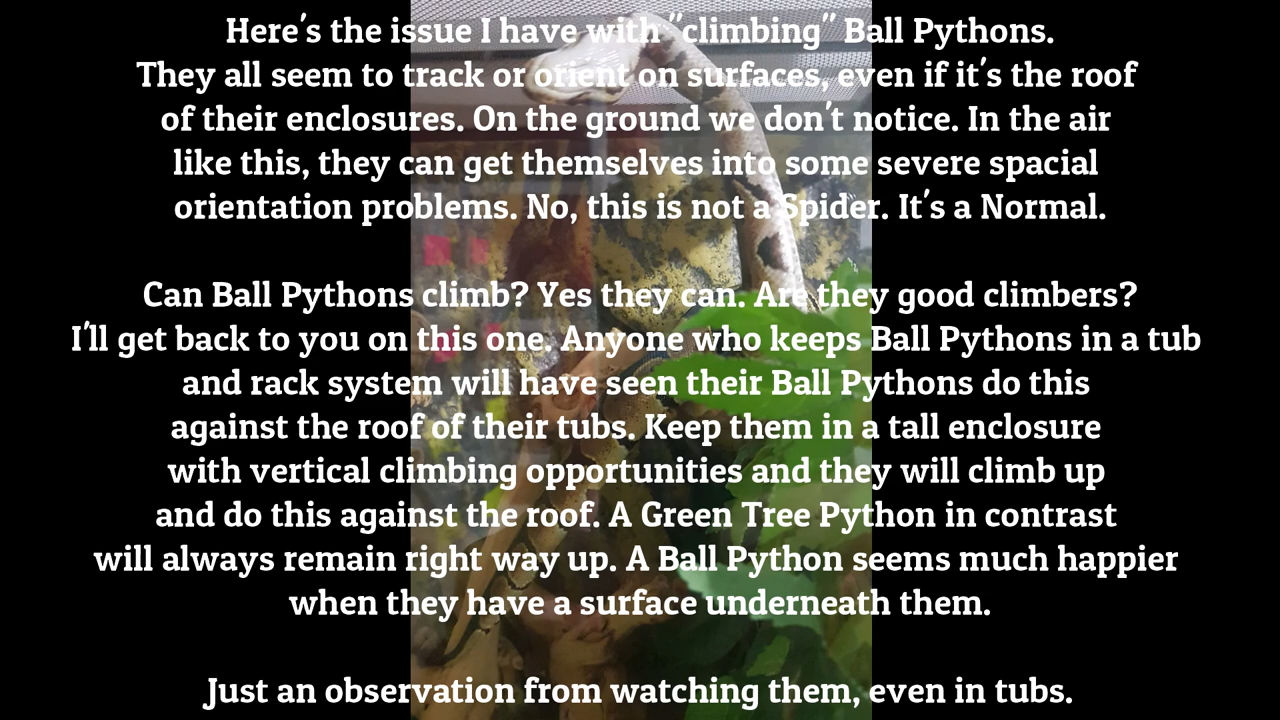 Here's the issue I have with "climbing" Ball Pythons.
They all seem to track or orient on surfaces, even if it's the roof
of their enclosures. On the ground we don't notice. In the air
like this, they can get themselves into some severe spacial
orientation problems. No, this is not a Spider. It's a Normal.
Can Ball Pythons climb? Yes they can. Are they good climbers?
I'll get back to you on this one. Anyone who keeps Ball Pythons in a tub
and rack system will have seen their Ball Pythons do this
against the roof of their tubs. Keep them in a tall enclosure
with vertical climbing opportunities and they will climb up
and do this against the roof. A Green Tree Python in contrast
will always remain right way up. A Ball Python seems much happier
when they have a surface underneath them.
Just an observation from watching them, even in tubs.